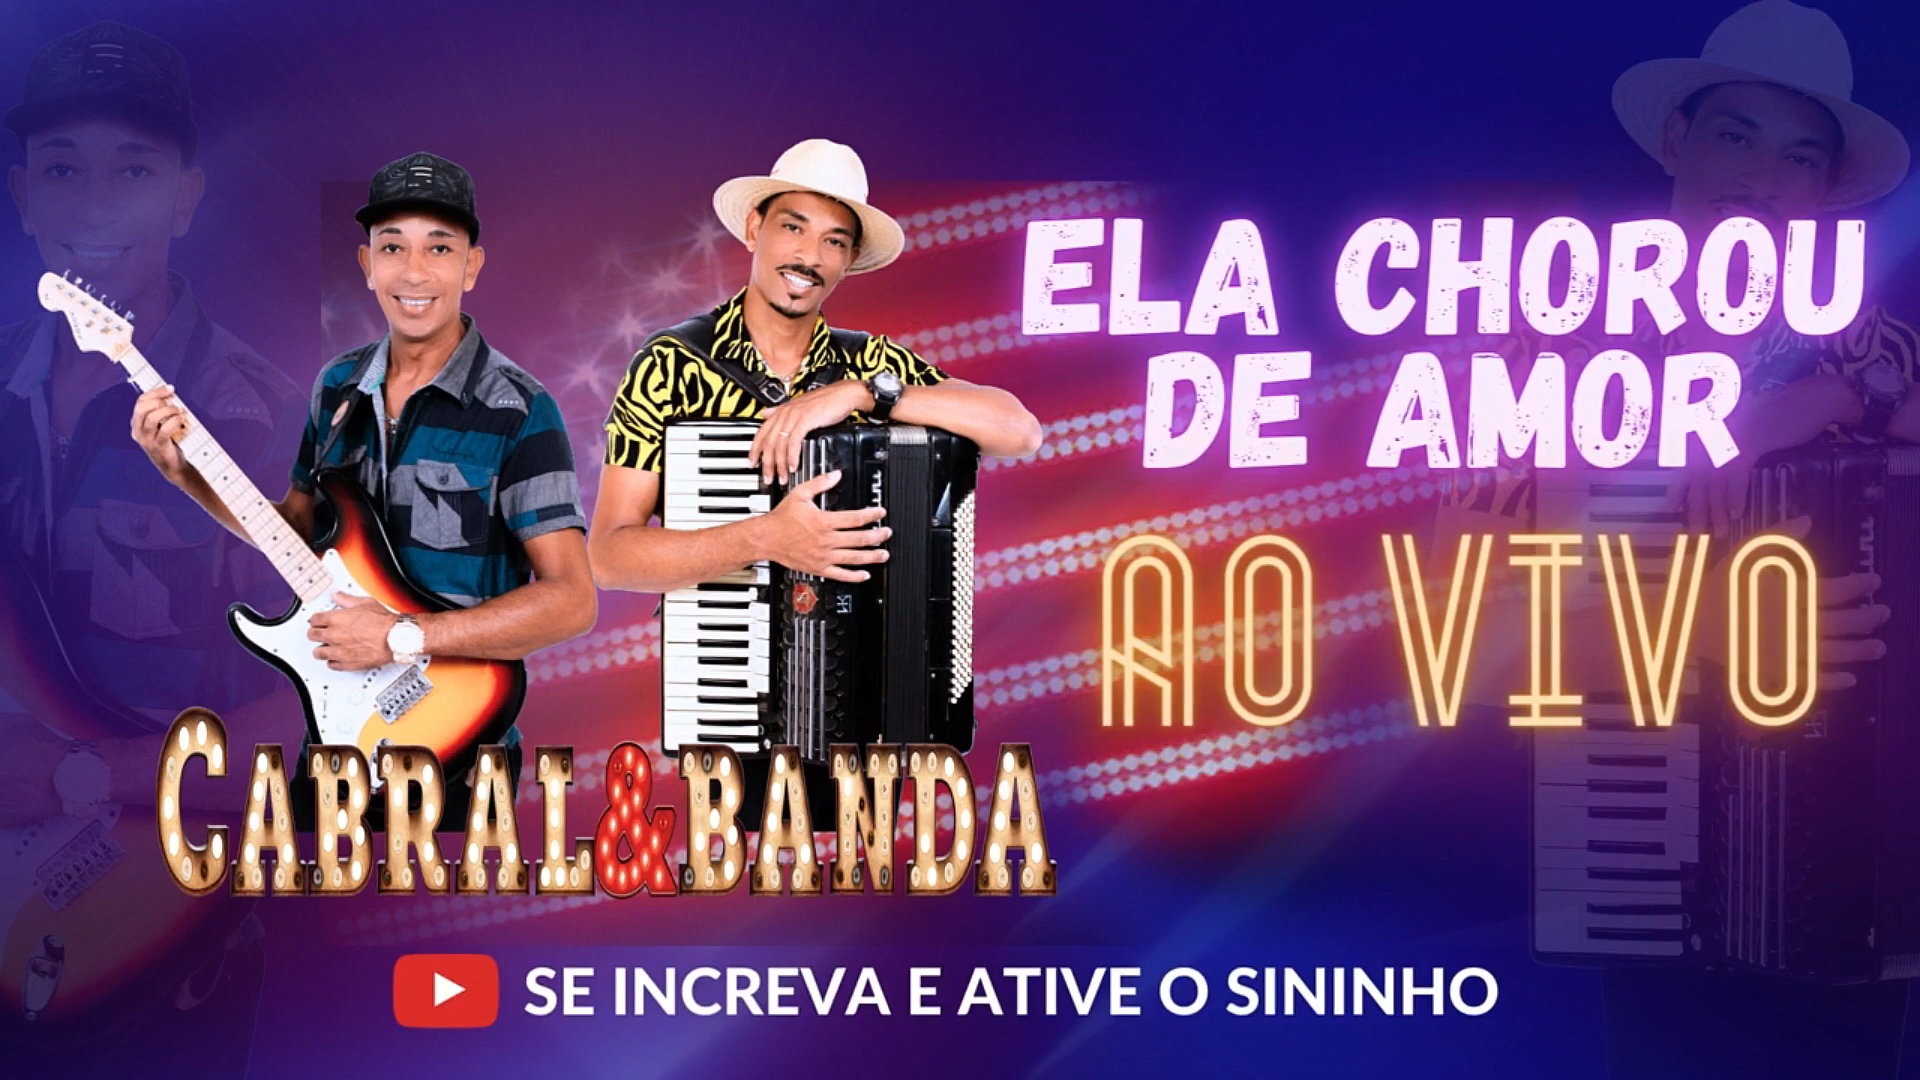 ELA CHOROU
DE AMOR
AO VIVO
CABRAL&BANDA
SE INCREVA E ATIVE O SININHO